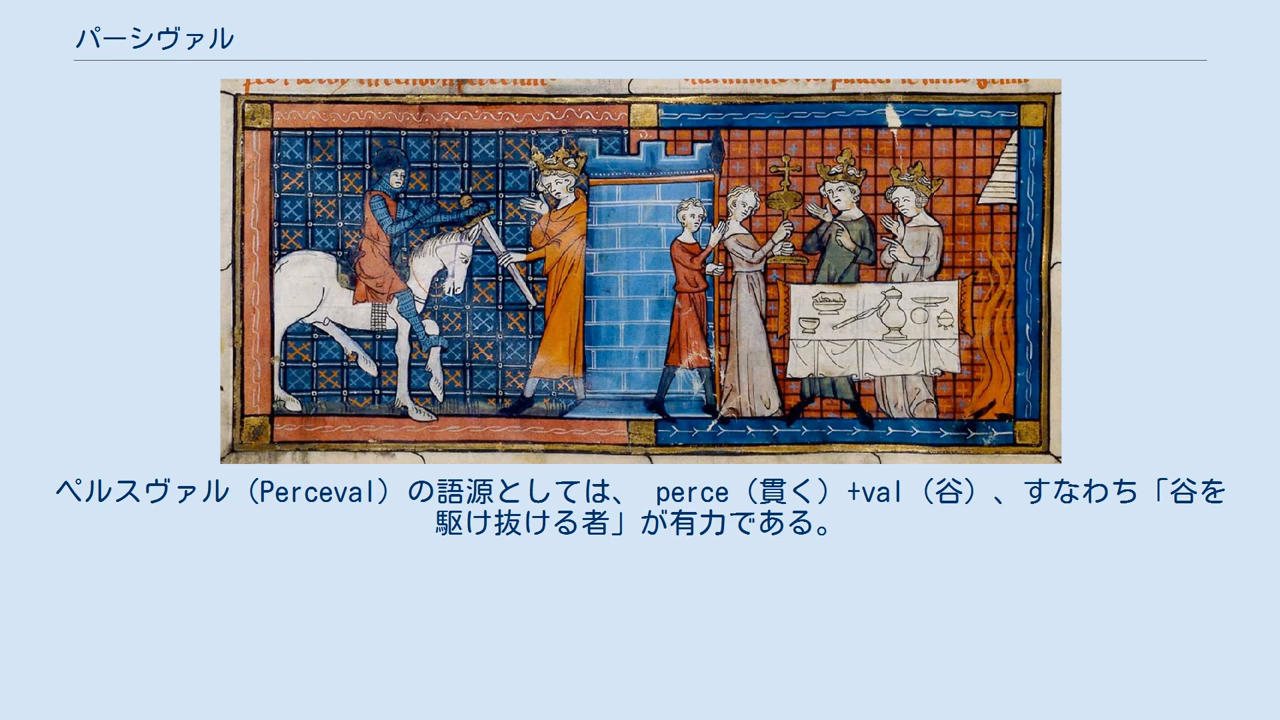 パーシヴァル
ペルスヴァル（Perceval）の語源としては、 perce（貫く）+val（谷）、すなわち「谷を
駆け抜ける者」が有力である。